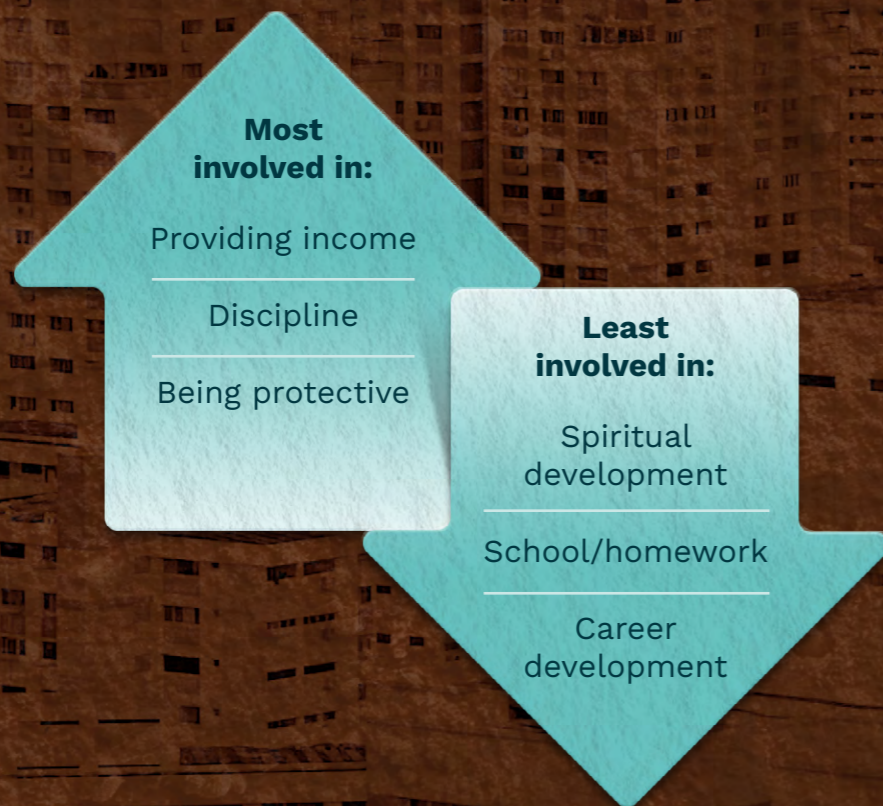 Most
involved in:
Providing income
Discipline
Being protective
Least
involved in:
Spiritual
development
School/homework
Career
development